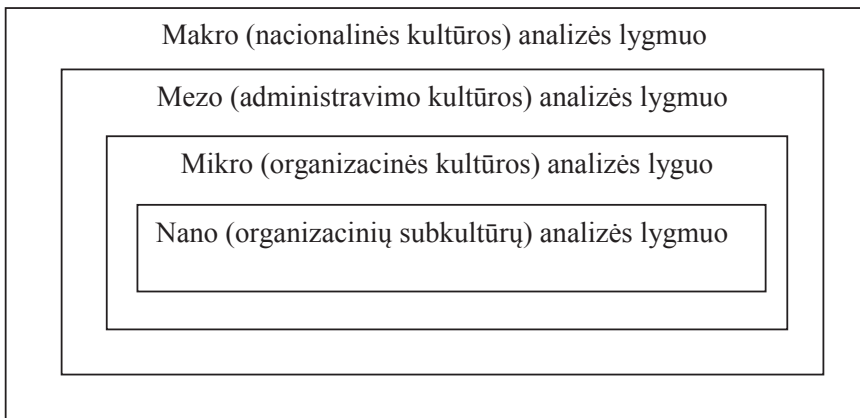 Makro (nacionalinės kultūros) analizės lygmuo
Mezo (administravimo kultūros) analizės lygmuo
Mikro (organizacinės kultūros) analizės lyguo
Nano (organizacinių subkultūrų) analizės lygmuo